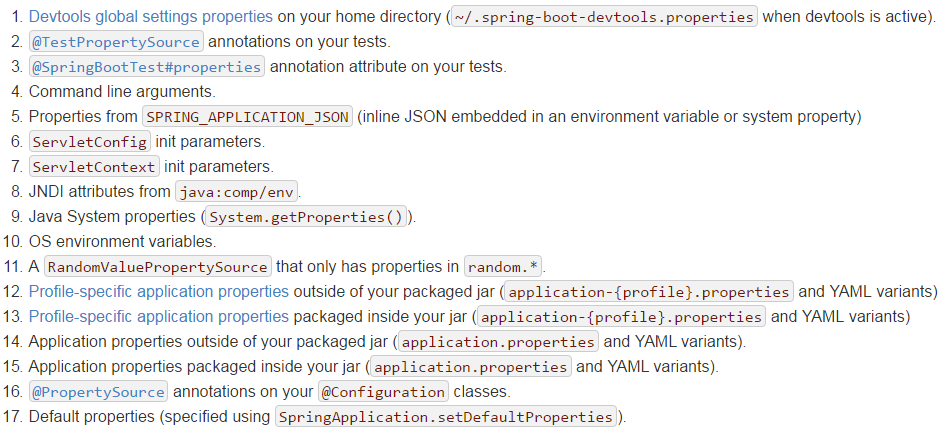 1. Devtools global settings properties on your home directory (~/.spring-boot-devtools.properties when devtools is active).
2. @TestPropertySource annotations on your tests.
3. @SpringBootTest#properties annotation attribute on your tests.
4. Command line arguments.
5. Properties from SPRING_APPLICATION_JSON (inline JSON embedded in an environment variable or system property)
6. ServletConfig init parameters.
7. ServletContext init parameters.
8. JNDI attributes from java:comp/env.
9. Java System properties (System.getProperties()).
10. OS environment variables.
11. A RandomValuePropertySource that only has properties in random.*.
12. Profile-specific application properties outside of your packaged jar (application-{profile}.properties and YAML variants)
13. Profile-specific application properties packaged inside your jar (application-{profile}.properties and YAML variants)
14. Application properties outside of your packaged jar (application.properties and YAML variants).
15. Application properties packaged inside your jar (application.properties and YAML variants).
16. @PropertySource annotations on your @Configuration classes.
17. Default properties (specified using SpringApplication.setDefaultProperties).